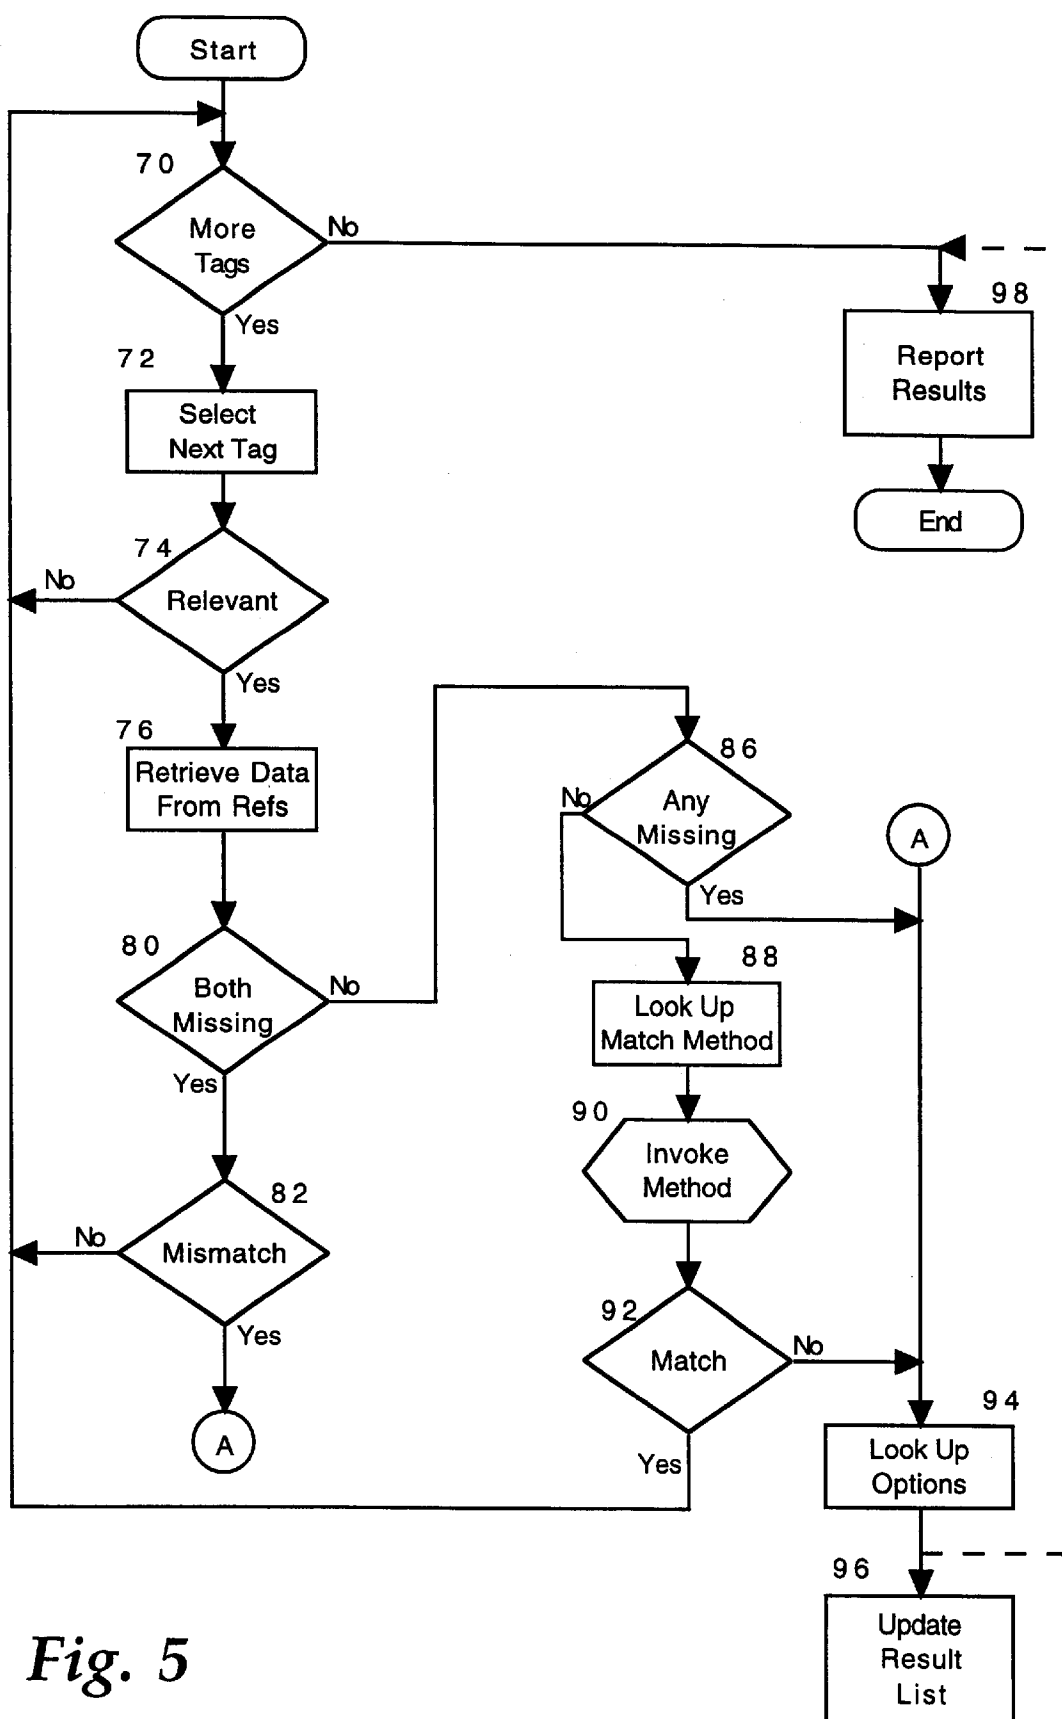 Start
70
More
Tags
No
Yes
98
Report
Results
End
72
Select
Next Tag
74
Relevant
No
Yes
76
Retrieve Data
From Refs
80
Both
Missing
No
Yes
82
Mismatch
No
Yes
A
86
Any
Missing
No
Yes
A
88
Look Up
Match Method
90
Invoke
Method
92
Match
No
Yes
94
Look Up
Options
96
Update
Result
List
Fig. 5